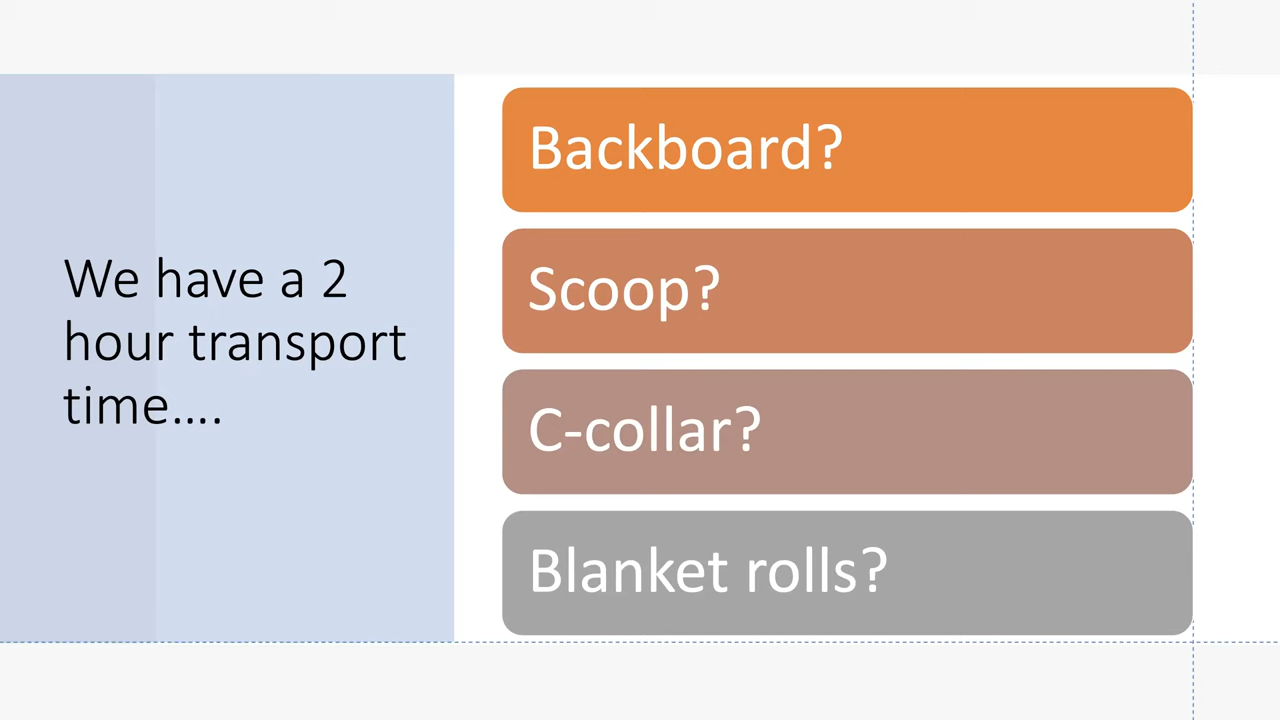 We have a 2
hour transport
time....
Backboard?
Scoop?
C-collar?
Blanket rolls?